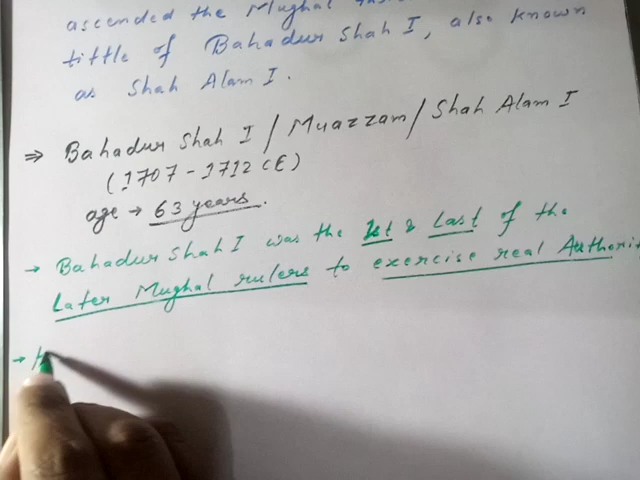 ascended the Mughal
tittle of Bahadur Shah I, also known
as Shah Alam I.
⇒ Bahadur Shah I / Muazzam / Shah Alam I
(1707 - 1712 CE)
age → 63 years.
→ Bahadur Shah I was the 1st & Last of the
Later Mughal rulers to exercise real Authori
→ H